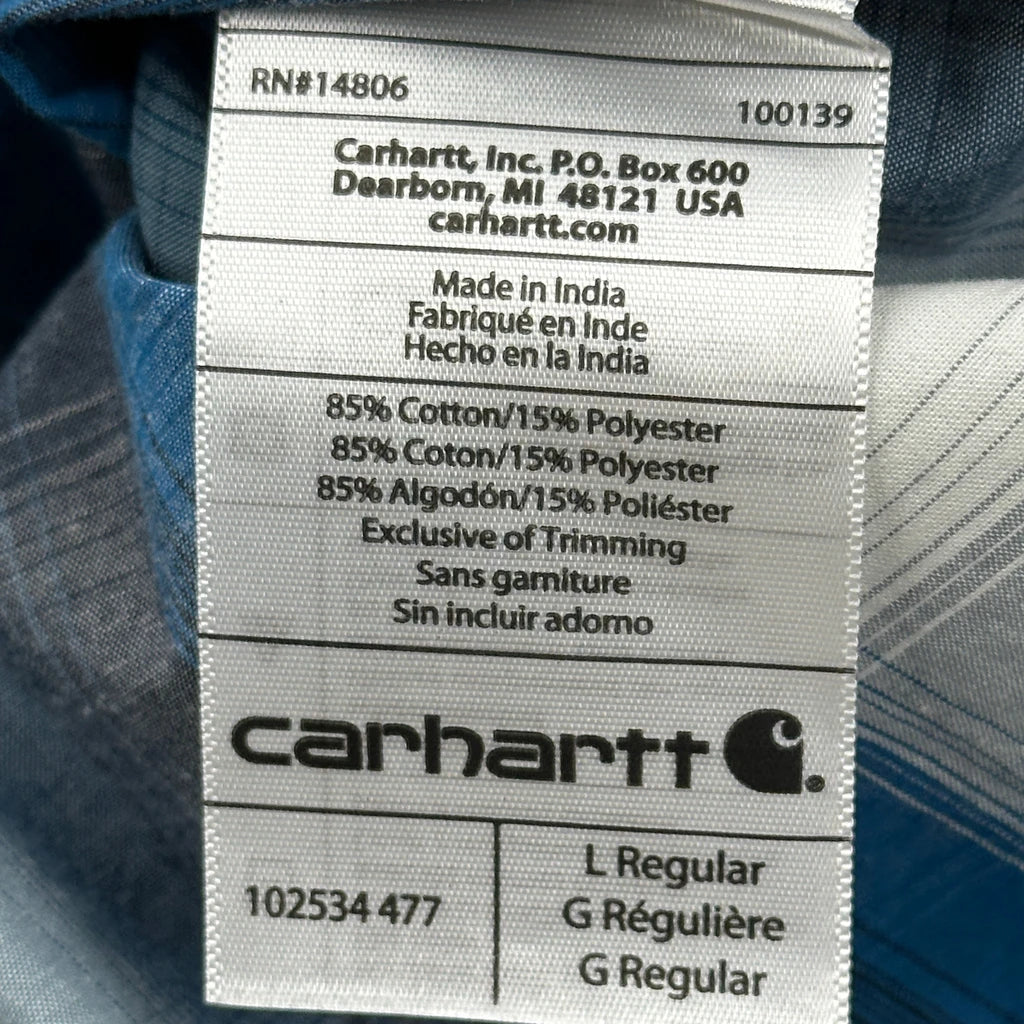 RN#14806
100139
Carhartt, Inc. P.O. Box 600
Dearborn, MI 48121 USA
carhartt.com
Made in India
Fabriqué en Inde
Hecho en la India
85% Cotton/15% Polyester
85% Coton/15% Polyester
85% Algodón/15% Poliéster
Exclusive of Trimming
Sans garniture
Sin incluir adorno
carhartt
102534 477
L Regular
G Régulière
G Regular